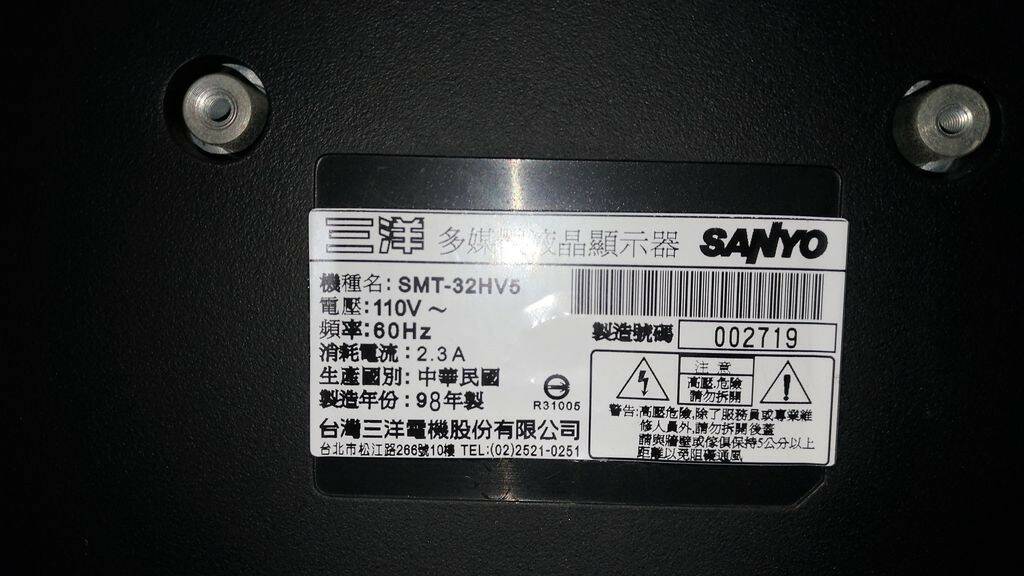 三洋 多媒體液晶顯示器 SANYO
機種名: SMT-32HV5
電壓: 110V ~
頻率: 60Hz
消耗電流: 2.3A
生產國別: 中華民國
製造年份: 98年製
R31005
台灣三洋電機股份有限公司
台北市松江路266號10樓 TEL:(02)2521-0251
製造號碼 002719
注意
高壓.危險
請勿拆開
警告:高壓危險,除了服務員或專業維
修人員外,請勿拆開後蓋
請與牆壁或傢俱保持5公分以上
距離以免阻礙通風